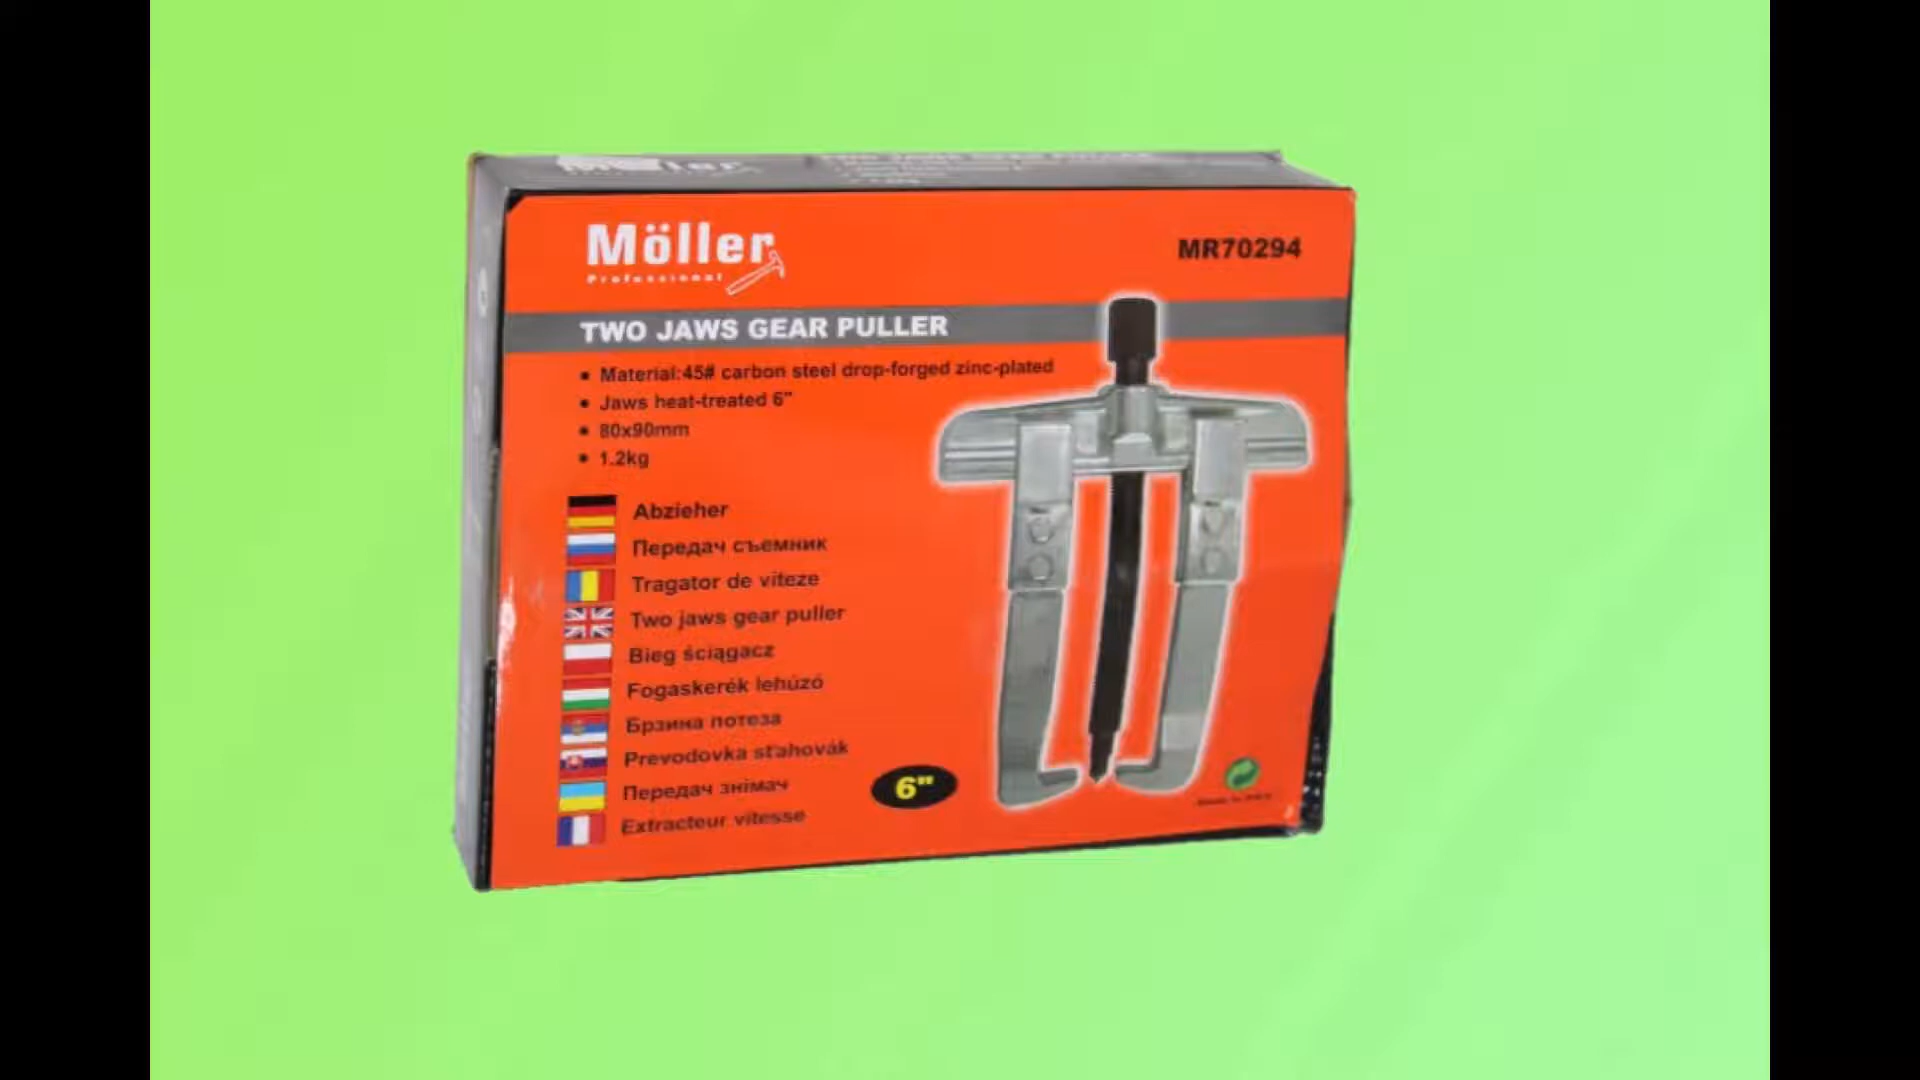 Möller
Professional
MR70294
TWO JAWS GEAR PULLER
• Material:45# carbon steel drop-forged zinc-plated
• Jaws heat-treated 6"
• 80x90mm
• 1.2kg
Abzieher
Передач съемник
Tragator de viteze
Two jaws gear puller
Bieg ściągacz
Fogaskerék lehúzó
Брзина потеза
Prevodovka sťahovák
Передач знімач
Extracteur vitesse
6"